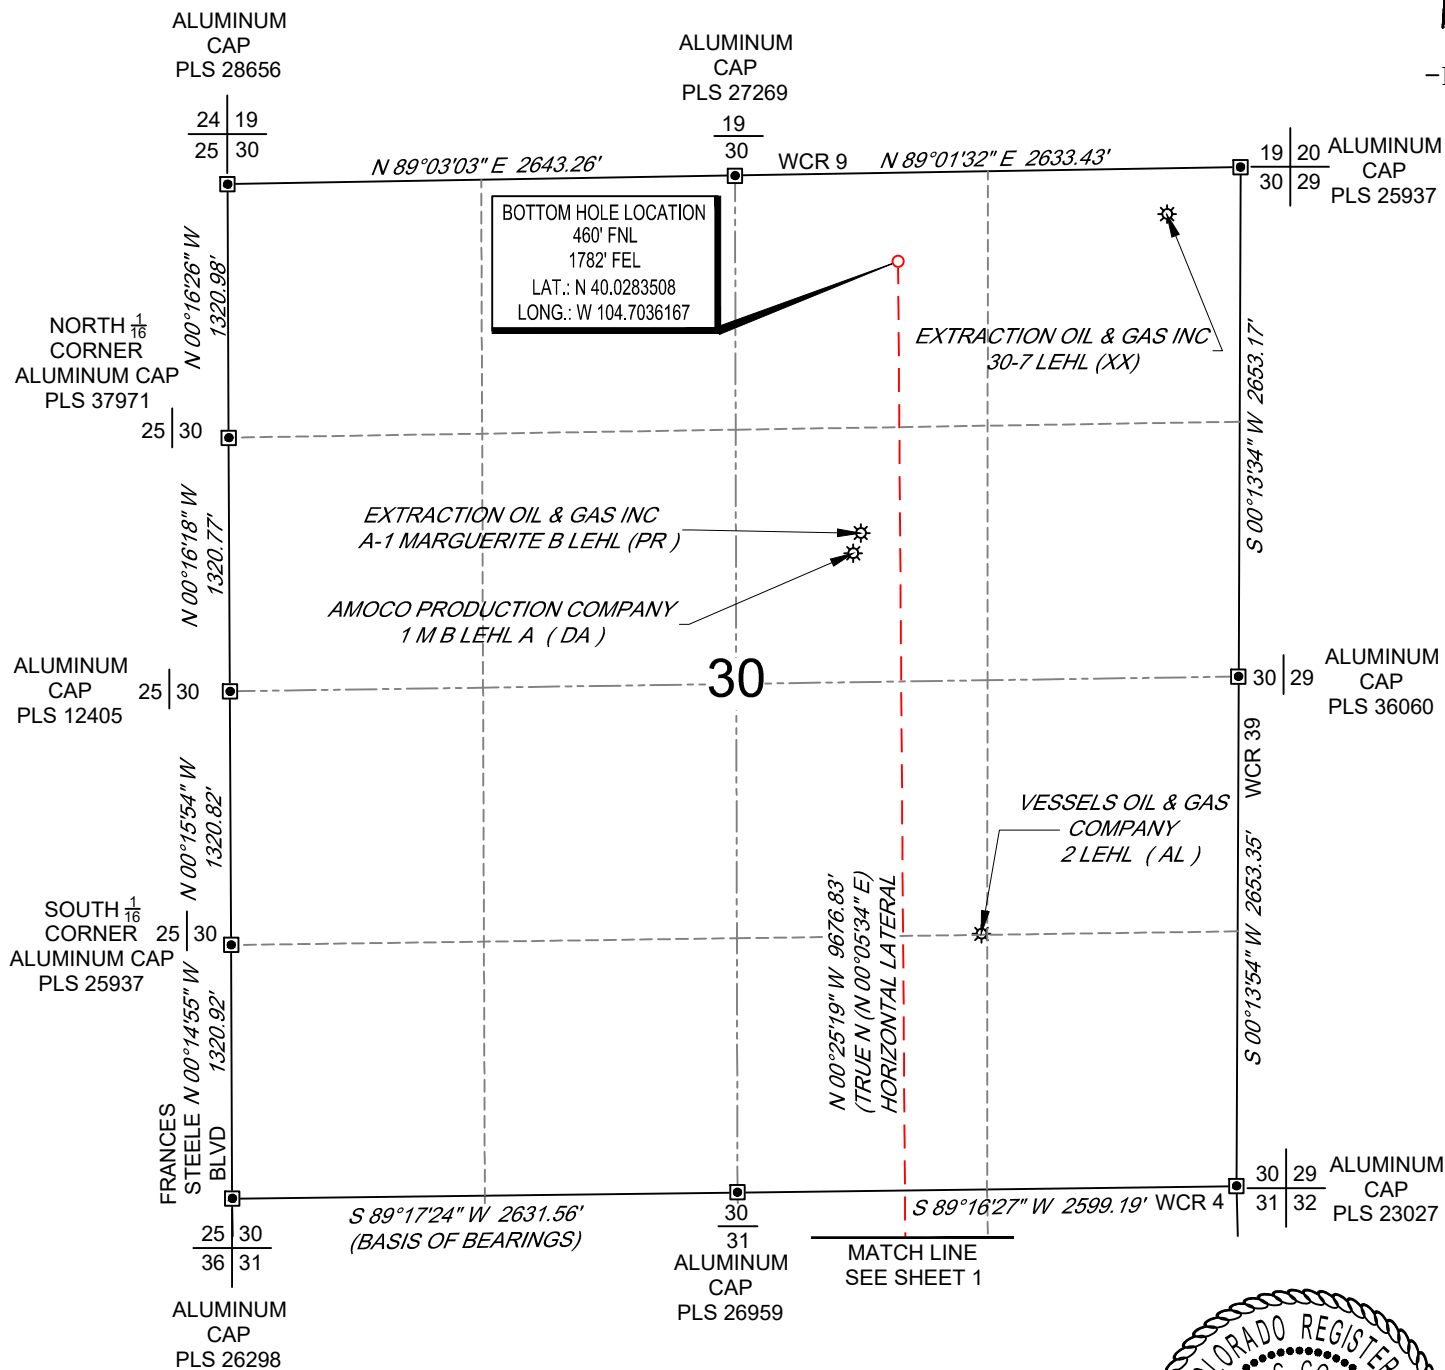 ALUMINUM
CAP
PLS 28656
ALUMINUM
CAP
PLS 27269
24 19
25 30
19
30
19 20
30 29
ALUMINUM
CAP
PLS 25937
N 89°03'03" E 2643.26'
WCR 9
N 89°01'32" E 2633.43'
BOTTOM HOLE LOCATION
460' FNL
1782' FEL
LAT.: N 40.0283508
LONG.: W 104.7036167
N 00°16'26" W
1320.98'
NORTH 1/16
CORNER
ALUMINUM CAP
PLS 37971
25 30
EXTRACTION OIL & GAS INC
30-7 LEHL (XX)
S 00°13'34" W 2653.17'
N 00°16'18" W
1320.77'
EXTRACTION OIL & GAS INC
A-1 MARGUERITE B LEHL (PR )
AMOCO PRODUCTION COMPANY
1 M B LEHL A ( DA )
ALUMINUM
CAP
PLS 12405
25 30
30
30 29
ALUMINUM
CAP
PLS 36060
WCR 39
N 00°15'54" W
1320.82'
VESSELS OIL & GAS
COMPANY
2 LEHL ( AL )
S 00°13'54" W 2653.35'
SOUTH 1/16
CORNER
ALUMINUM CAP
PLS 25937
25 30
N 00°25'19" W 9676.83'
(TRUE N (N 00°05'34" E)
HORIZONTAL LATERAL
N 00°14'55" W
1320.92'
FRANCES
STEELE
BLVD
S 89°17'24" W 2631.56'
(BASIS OF BEARINGS)
30
31
S 89°16'27" W 2599.19'
WCR 4
30 29
31 32
ALUMINUM
CAP
PLS 23027
25 30
36 31
ALUMINUM
CAP
PLS 26298
ALUMINUM
CAP
PLS 26959
MATCH LINE
SEE SHEET 1